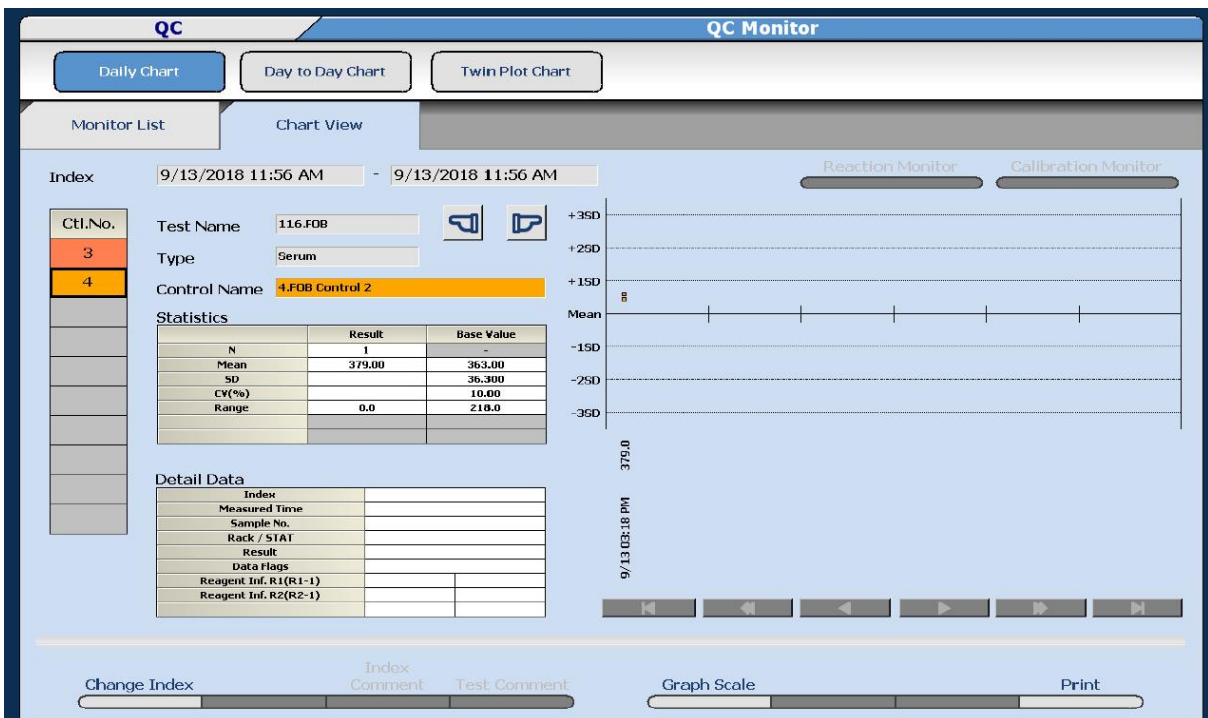 QC
QC Monitor
Daily Chart
Day to Day Chart
Twin Plot Chart
Monitor List
Chart View
Index
9/13/2018 11:56 AM - 9/13/2018 11:56 AM
Reaction Monitor
Calibration Monitor
Ctl.No.
3
4
Test Name 116.FOB
Type Serum
Control Name 4.FOB Control 2
Statistics
Result Base Value
N 1 -
Mean 379.00 363.00
SD 36.300
CV(%) 10.00
Range 0.0 218.0
Detail Data
Index
Measured Time
Sample No.
Rack / STAT
Result
Data Flags
Reagent Inf. R1(R1-1)
Reagent Inf. R2(R2-1)
+3SD
+2SD
+1SD
Mean
-1SD
-2SD
-3SD
379.0
9/13 03:18 PM
Change Index
Index
Comment
Test Comment
Graph Scale
Print